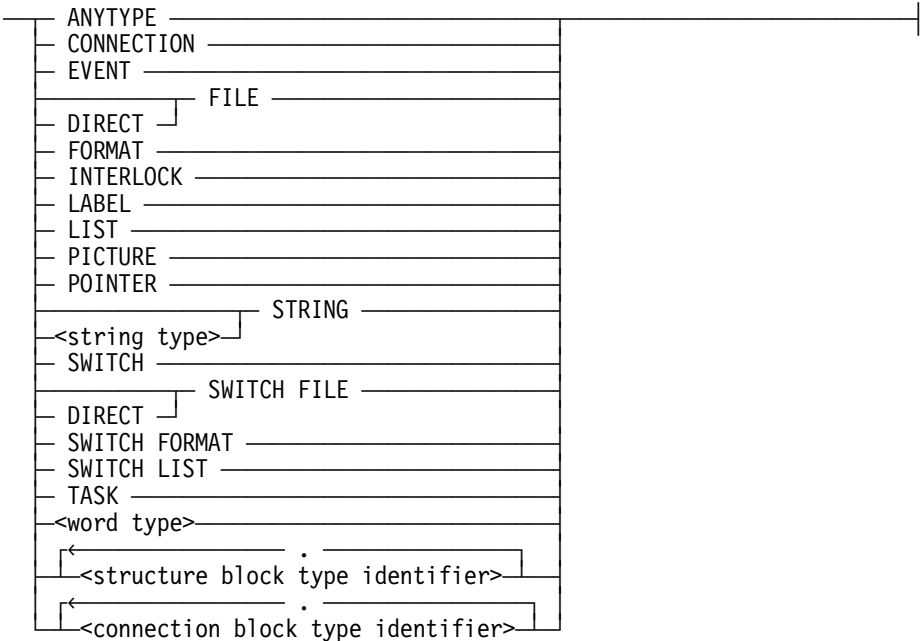 ANYTYPE
CONNECTION
EVENT
FILE
DIRECT
FORMAT
INTERLOCK
LABEL
LIST
PICTURE
POINTER
STRING
<string type>
SWITCH
SWITCH FILE
DIRECT
SWITCH FORMAT
SWITCH LIST
TASK
<word type>
.
<structure block type identifier>
.
<connection block type identifier>